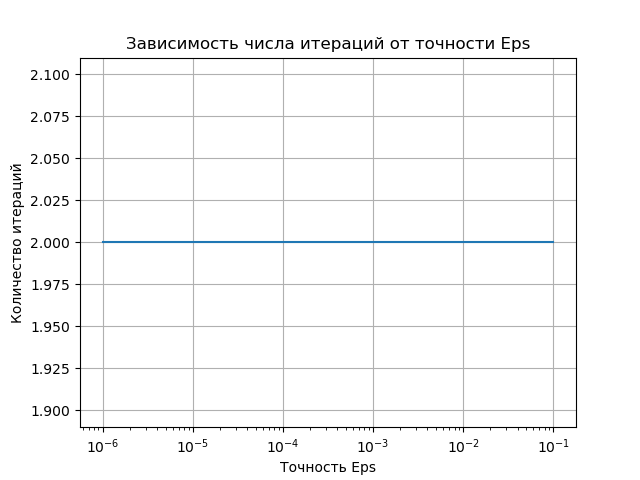 Зависимость числа итераций от точности Eps
Количество итераций
2.100
2.075
2.050
2.025
2.000
1.975
1.950
1.925
1.900
10⁻⁶ 10⁻⁵ 10⁻⁴ 10⁻³ 10⁻² 10⁻¹
Точность Eps